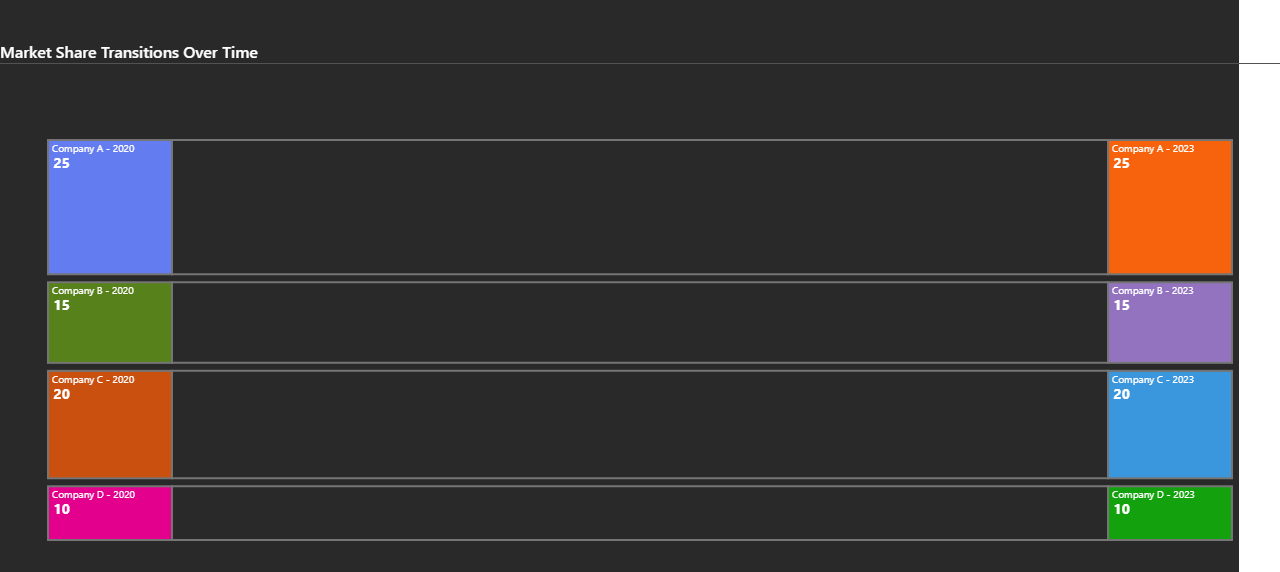 Market Share Transitions Over Time
Company A - 2020
25
Company A - 2023
25
Company B - 2020
15
Company B - 2023
15
Company C - 2020
20
Company C - 2023
20
Company D - 2020
10
Company D - 2023
10